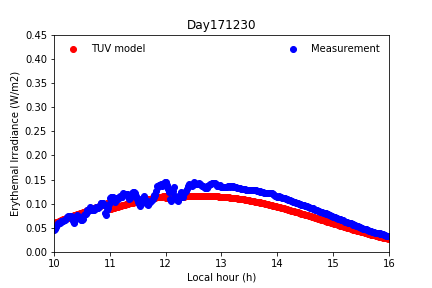 Day171230
TUV model
Measurement
Erythemal Irradiance (W/m2)
0.45
0.40
0.35
0.30
0.25
0.20
0.15
0.10
0.05
0.00
10 11 12 13 14 15 16
Local hour (h)